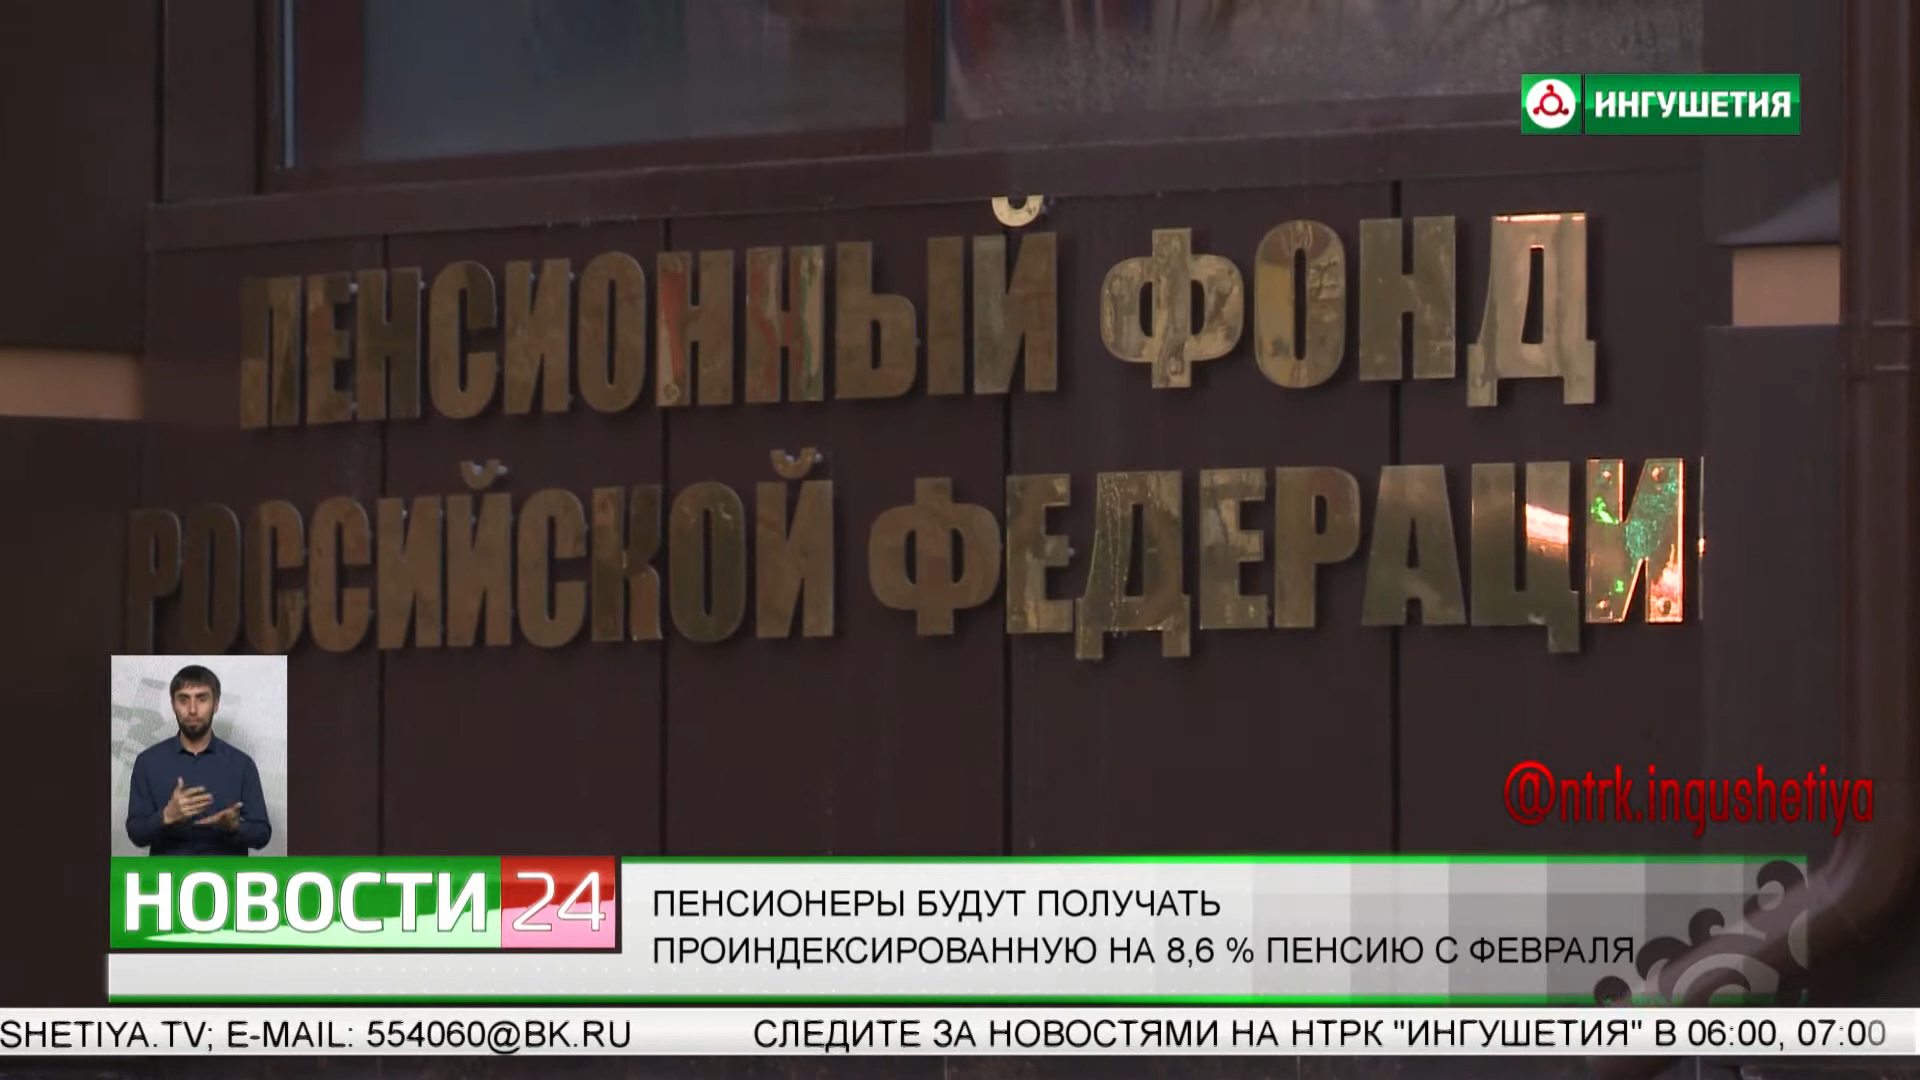 ИНГУШЕТИЯ
ПЕНСИОННЫЙ ФОНД
РОССИЙСКОЙ ФЕДЕРАЦИ
@ntrk.ingushetiya
НОВОСТИ 24
ПЕНСИОНЕРЫ БУДУТ ПОЛУЧАТЬ
ПРОИНДЕКСИРОВАННУЮ НА 8,6 % ПЕНСИЮ С ФЕВРАЛЯ
SHETIYA.TV; E-MAIL: 554060@BK.RU СЛЕДИТЕ ЗА НОВОСТЯМИ НА НТРК "ИНГУШЕТИЯ" В 06:00, 07:00